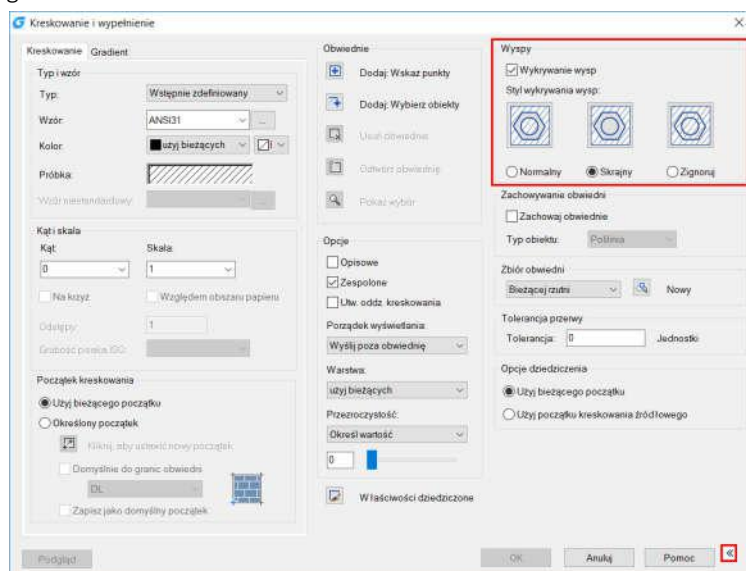 Kreskowanie i wypełnienie
Kreskowanie Gradient
Typ i wzór
Typ: Wstępnie zdefiniowany
Wzór: ANSI31
Kolor: użyj bieżących
Próbka:
Wzór niestandardowy:
Kąt i skala
Kąt: Skala:
0 1
Na krzyż Względem obszaru papieru
Odstępy: 1
Grubość pisaka ISO:
Początek kreskowania
Użyj bieżącego początku
Określony początek
Kliknij, aby ustawić nowy początek
Domyślnie do granic obwiedni
DL
Zapisz jako domyślny początek
Podgląd
Obwiednie
Dodaj: Wskaż punkty
Dodaj: Wybierz obiekty
Usuń obwiednie
Odtwórz obwiednię
Pokaż wybór
Opcje
Opisowe
Zespolone
Utw. oddz. kreskowania
Porządek wyświetlania:
Wyślij poza obwiednię
Warstwa:
użyj bieżących
Przezroczystość:
Określ wartość
0
Właściwości dziedziczone
Wyspy
Wykrywanie wysp
Styl wykrywania wysp:
Normalny Skrajny Zignoruj
Zachowywanie obwiedni
Zachowaj obwiednie
Typ obiektu: Polilinia
Zbiór obwiedni
Bieżącej rzutni Nowy
Tolerancja przerwy
Tolerancja: 0 Jednostki
Opcje dziedziczenia
Użyj bieżącego początku
Użyj początku kreskowania źródłowego
OK Anuluj Pomoc